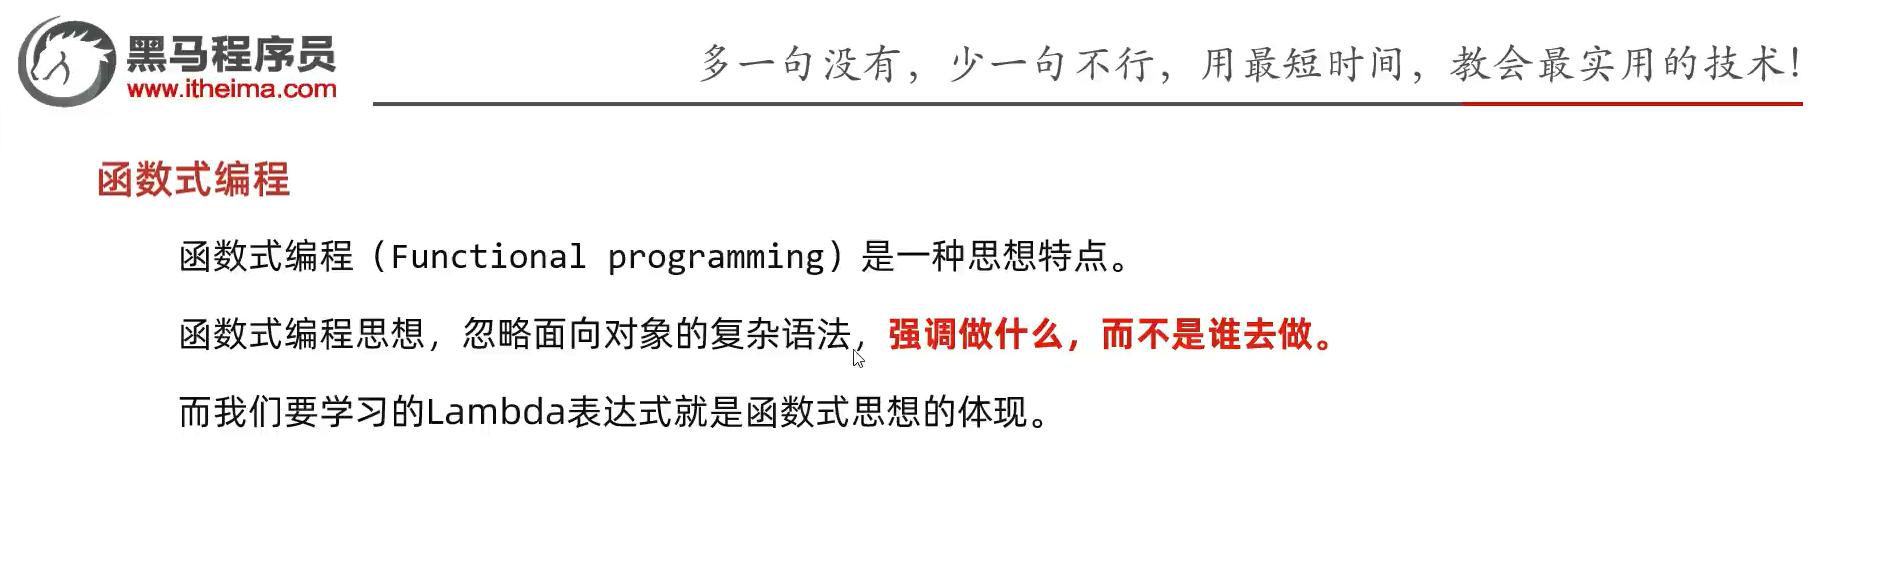 黑马程序员
www.itheima.com
多一句没有，少一句不行，用最短时间，教会最实用的技术！
函数式编程
函数式编程（Functional programming）是一种思想特点。
函数式编程思想，忽略面向对象的复杂语法，强调做什么，而不是谁去做。
而我们要学习的Lambda表达式就是函数式思想的体现。